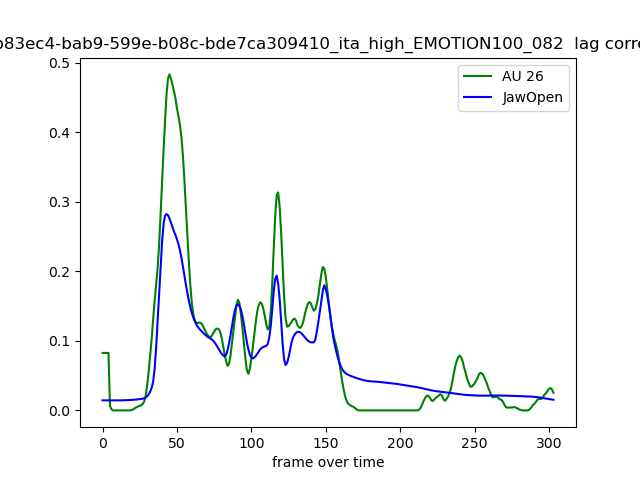 b83ec4-bab9-599e-b08c-bde7ca309410_ita_high_EMOTION100_082 lag corre
AU 26
JawOpen
0.5
0.4
0.3
0.2
0.1
0.0
0 50 100 150 200 250 300
frame over time